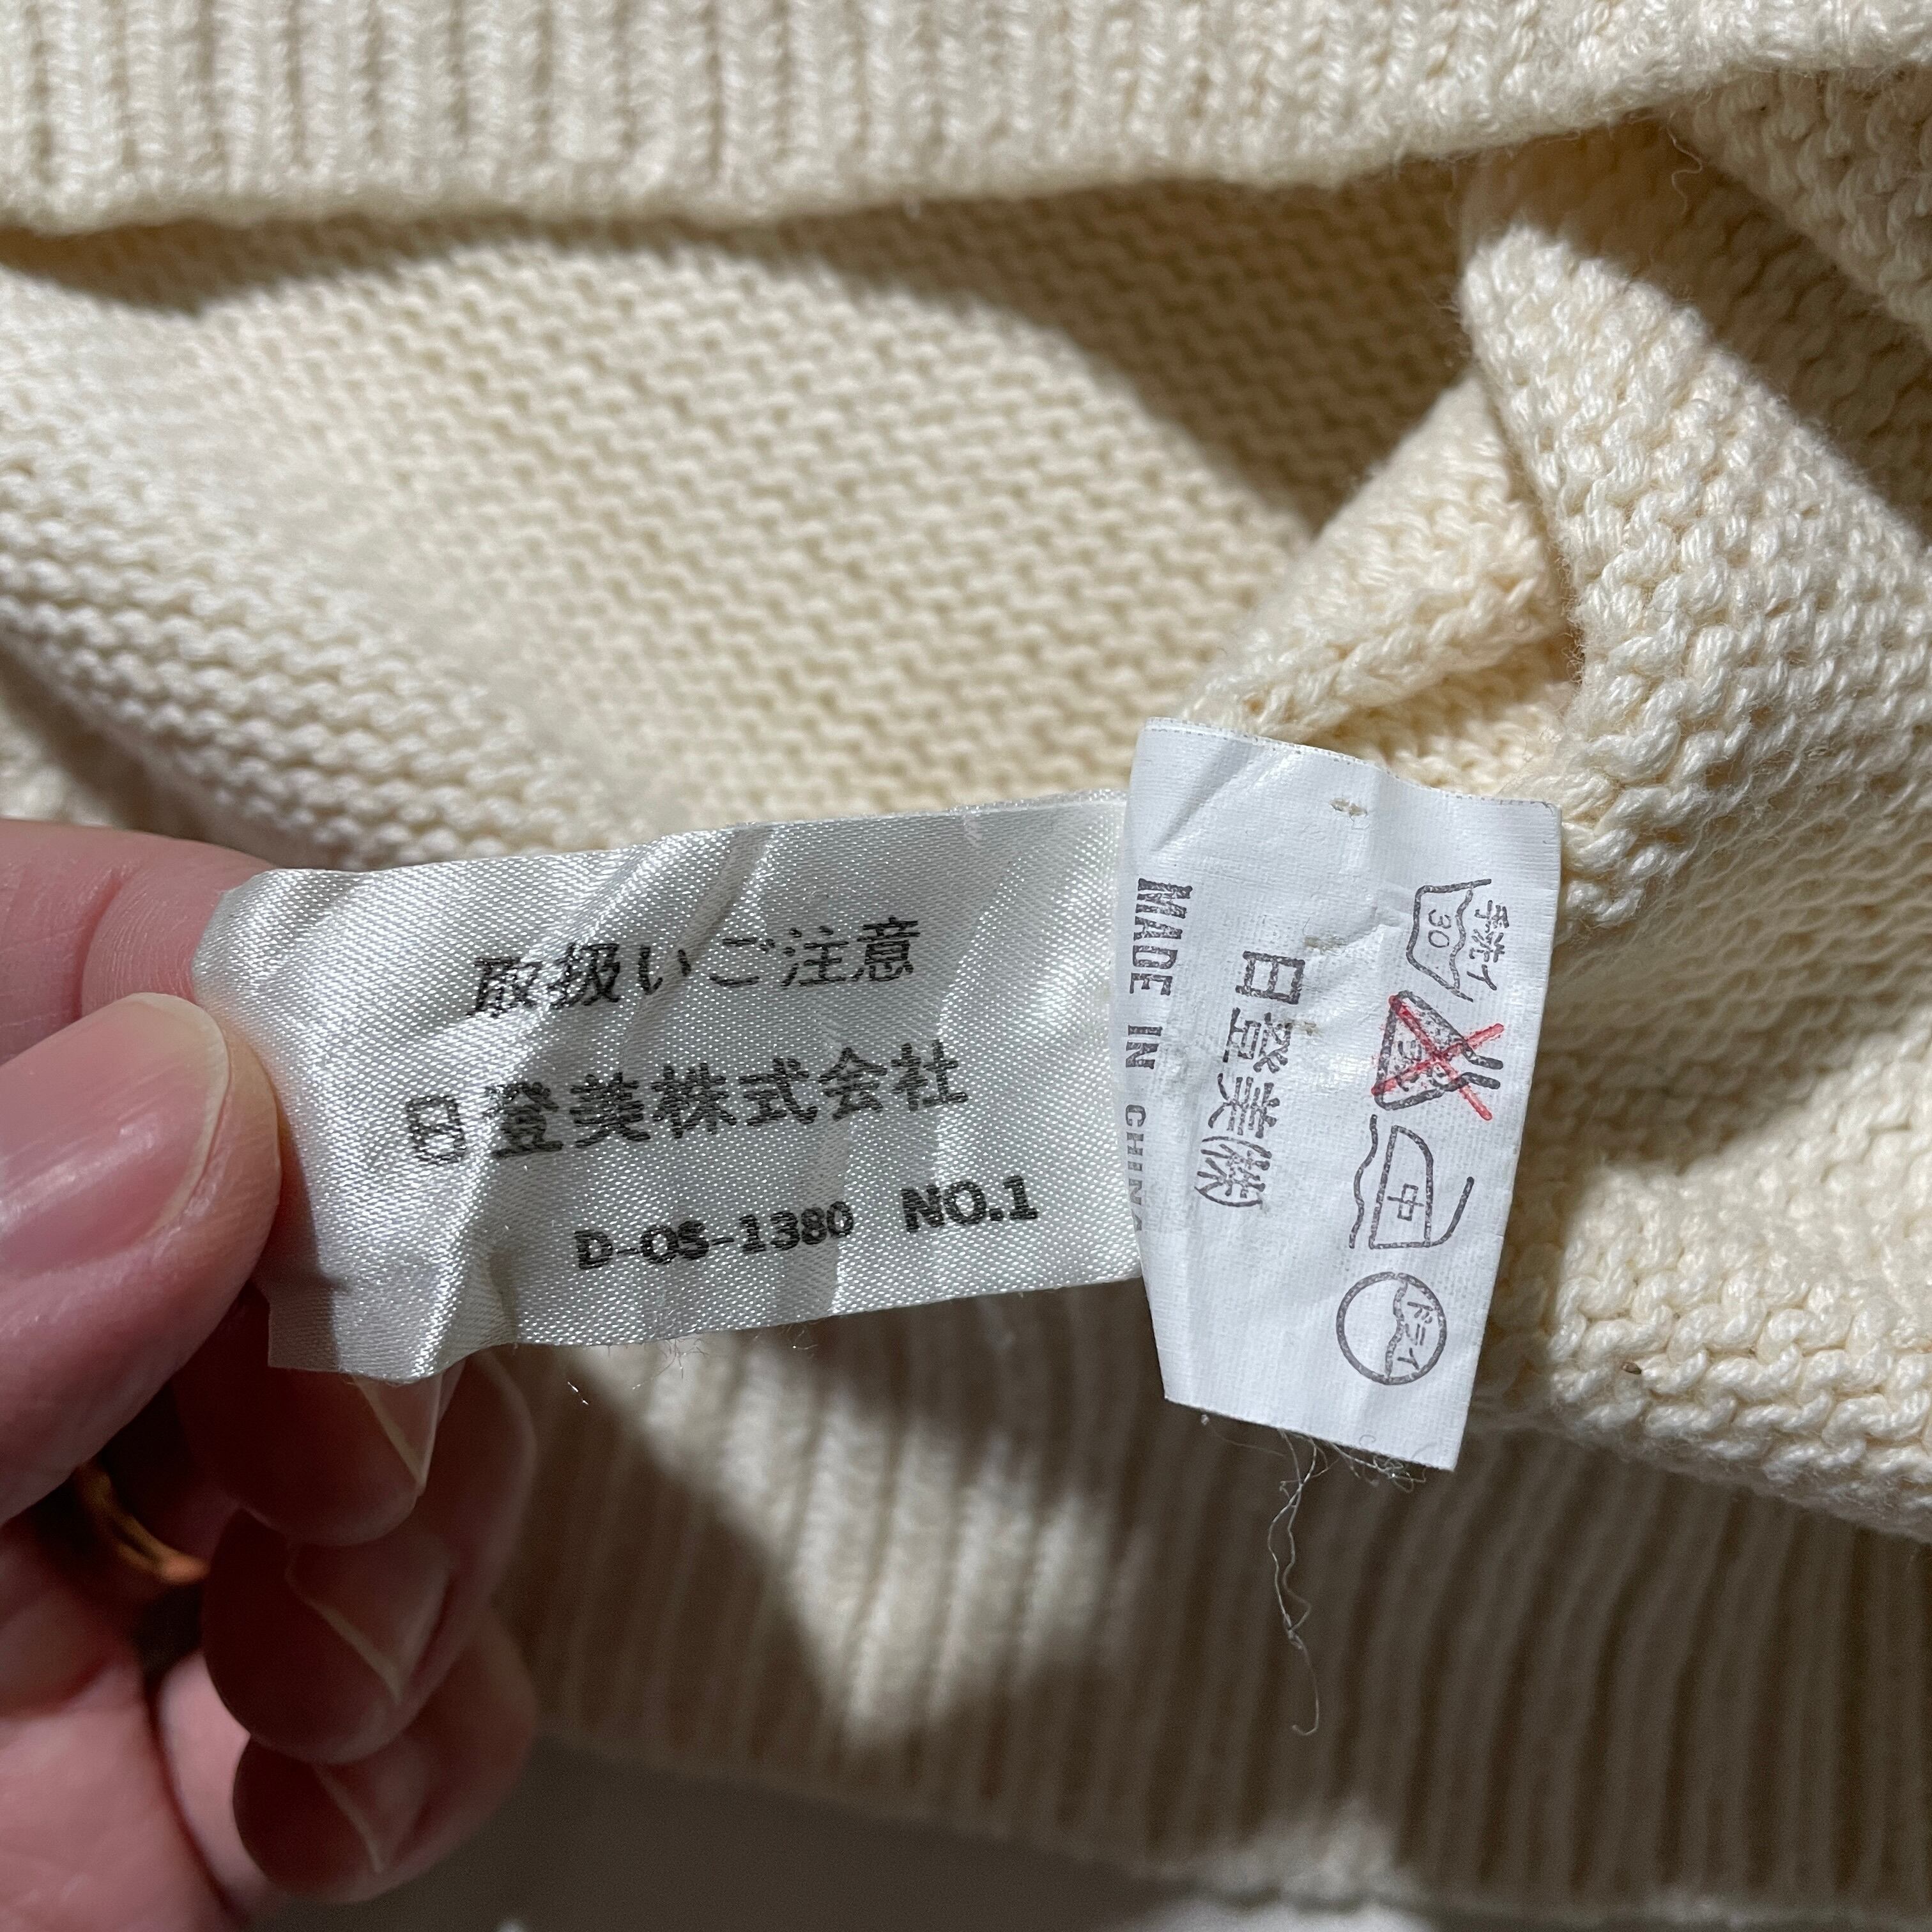 取扱いご注意
日登美株式会社
D-OS-1380 NO.1
手洗イ
30
中
ドライ
日登美(株)
MADE IN CHINA